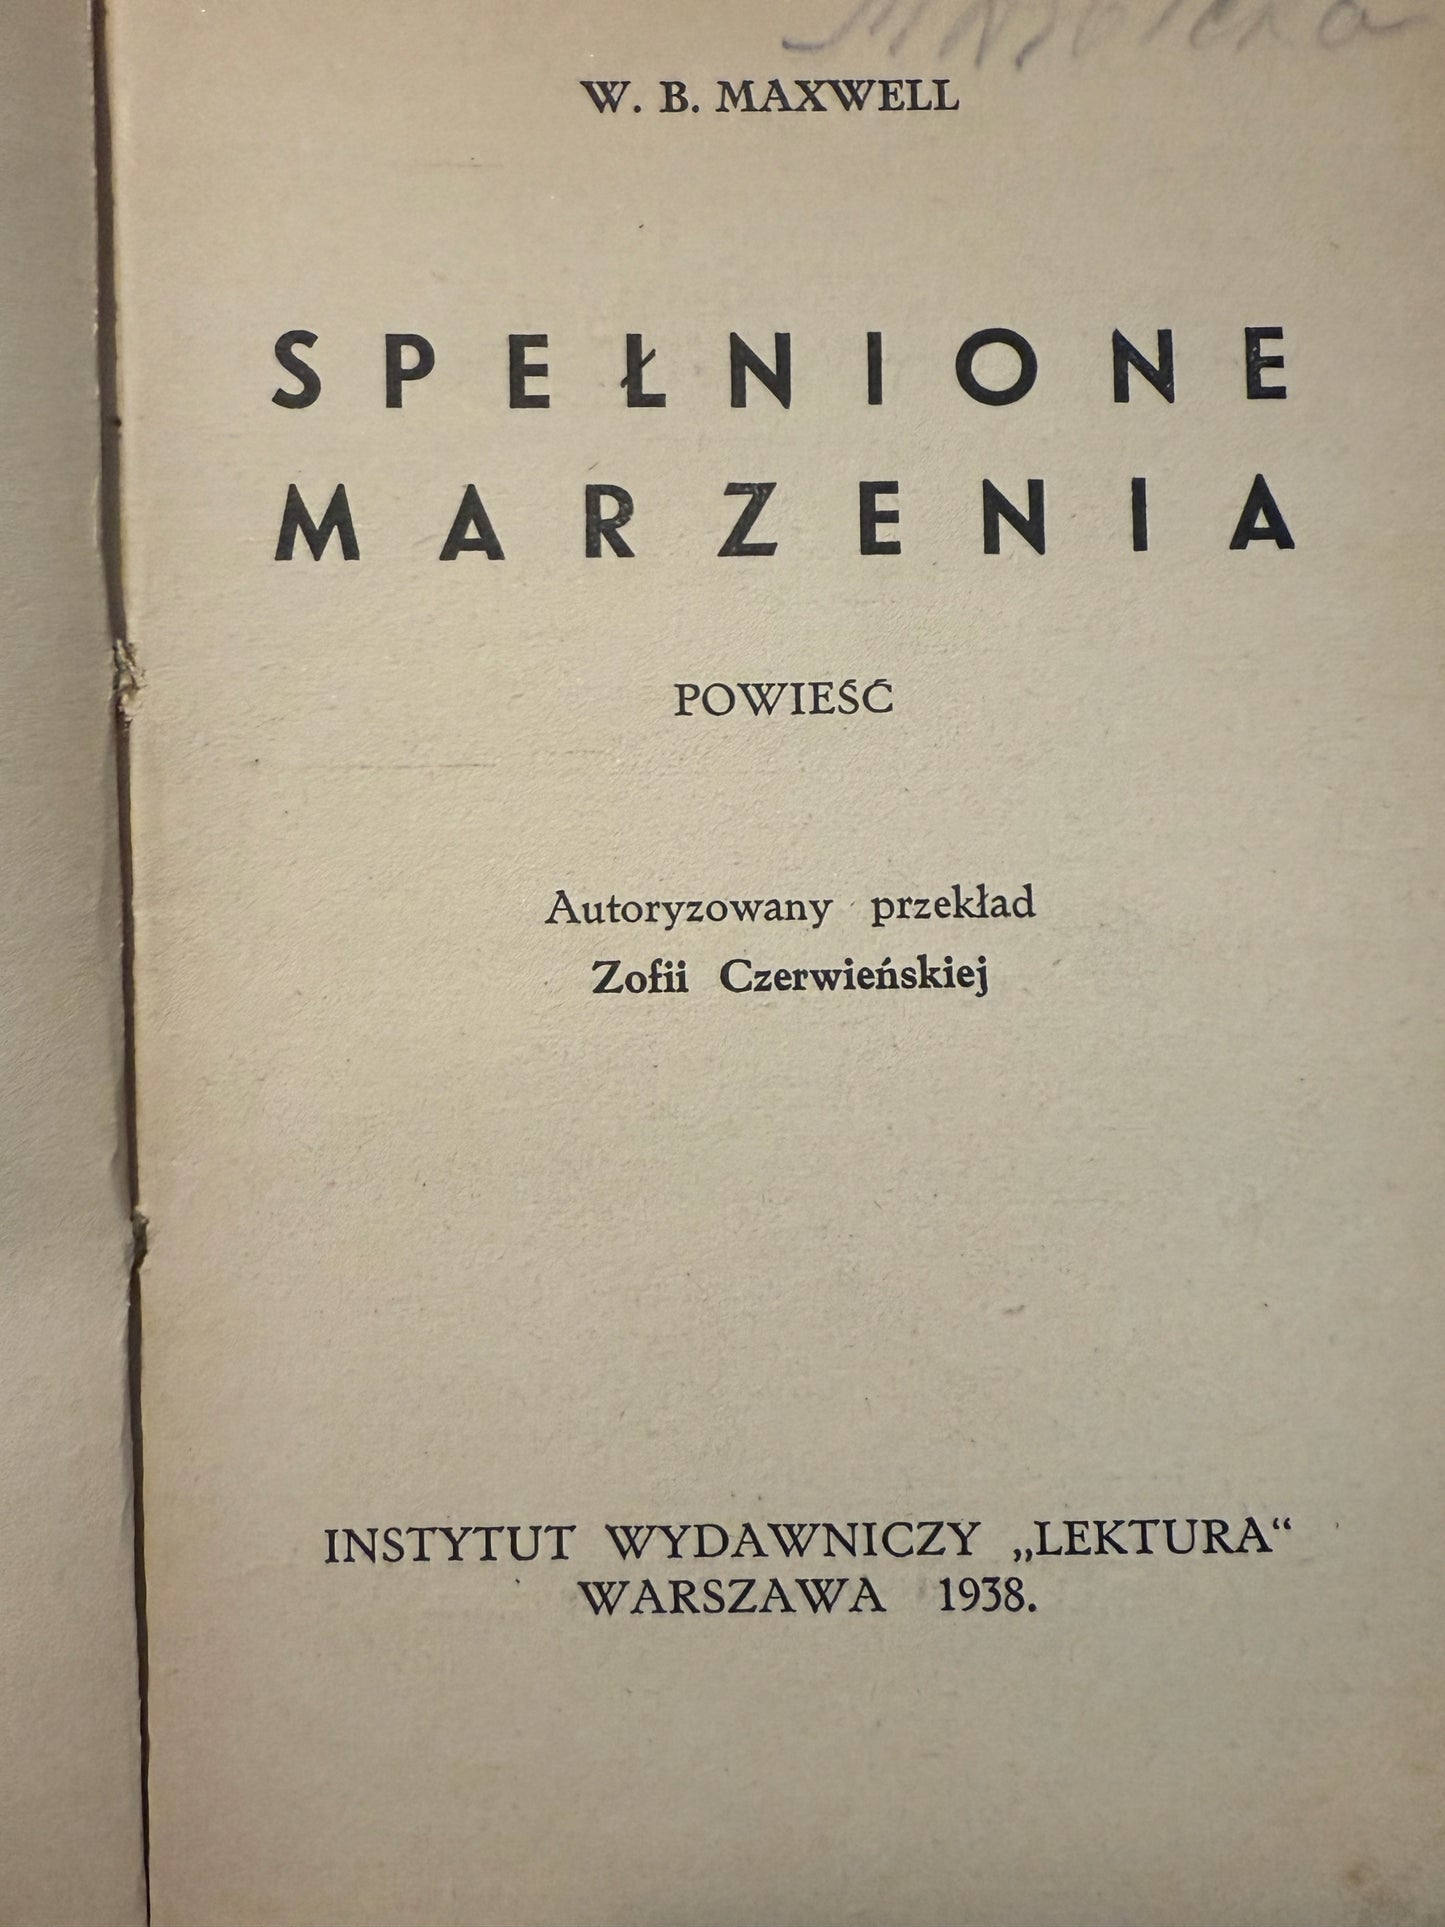 W. B. MAXWELL
SPEŁNIONE
MARZENIA
POWIEŚĆ
Autoryzowany przekład
Zofii Czerwieńskiej
INSTYTUT WYDAWNICZY „LEKTURA“
WARSZAWA 1938.